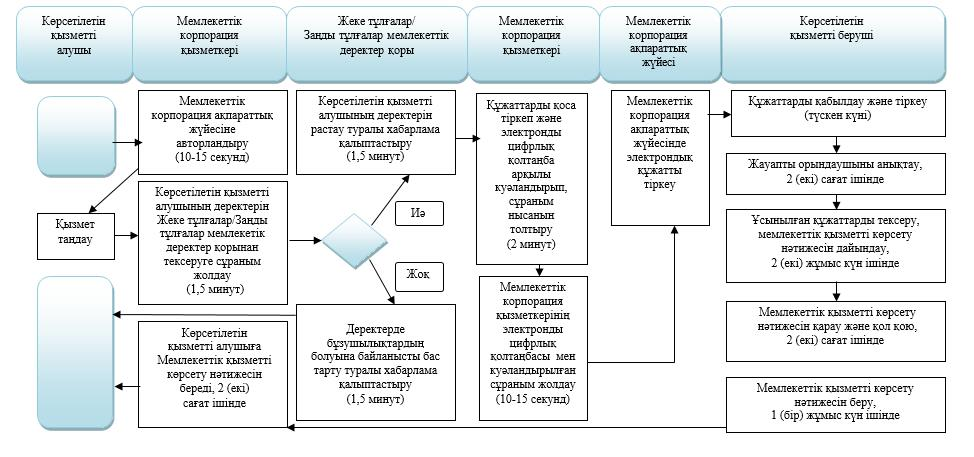 Көрсетілетін
қызметті
алушы
Мемлекеттік
корпорация
қызметкері
Жеке тұлғалар/
Заңды тұлғалар мемлекеттік
деректер қоры
Мемлекеттік
корпорация
қызметкері
Мемлекеттік
корпорация
ақпараттық
жүйесі
Көрсетілетін
қызметті беруші
Мемлекеттік
корпорация ақпараттық
жүйесіне
авторландыру
(10-15 секунд)
Қызмет
таңдау
Көрсетілетін қызметті
алушының деректерін
Жеке тұлғалар/Заңды
тұлғалар мемлекетік
деректер қорынан
тексеруге сұраным
жолдау
(1,5 минут)
Көрсетілетін қызметті
алушының деректерін
растау туралы хабарлама
қалыптастыру
(1,5 минут)
Иә
Жоқ
Деректерде
бұзушылықтардың
болуына байланысты бас
тарту туралы хабарлама
қалыптастыру
(1,5 минут)
Құжаттарды қоса
тіркеп және
электронды
цифрлық
қолтаңба
арқылы
куәландырып,
сұраным
нысанын
толтыру
(2 минут)
Мемлекеттік
корпорация
қызметкерінің
электронды
цифрлық
қолтаңбасы мен
куәландырылған
сұраным жолдау
(10-15 секунд)
Мемлекеттік
корпорация
ақпараттық
жүйесінде
электрондық
құжатты
тіркеу
Құжаттарды қабылдау және тіркеу
(түскен күні)
Жауапты орындаушыны анықтау,
2 (екі) сағат ішінде
Ұсынылған құжаттарды тексеру,
мемлекеттік қызметті көрсету
нәтижесін дайындау,
2 (екі) жұмыс күн ішінде
Мемлекеттік қызметті көрсету
нәтижесін қарау және қол қою,
2 (екі) сағат ішінде
Мемлекеттік қызметті көрсету
нәтижесін беру,
1 (бір) жұмыс күн ішінде
Көрсетілетін
қызметті алушыға
Мемлекеттік қызметті
көрсету нәтижесін
береді, 2 (екі)
сағат ішінде